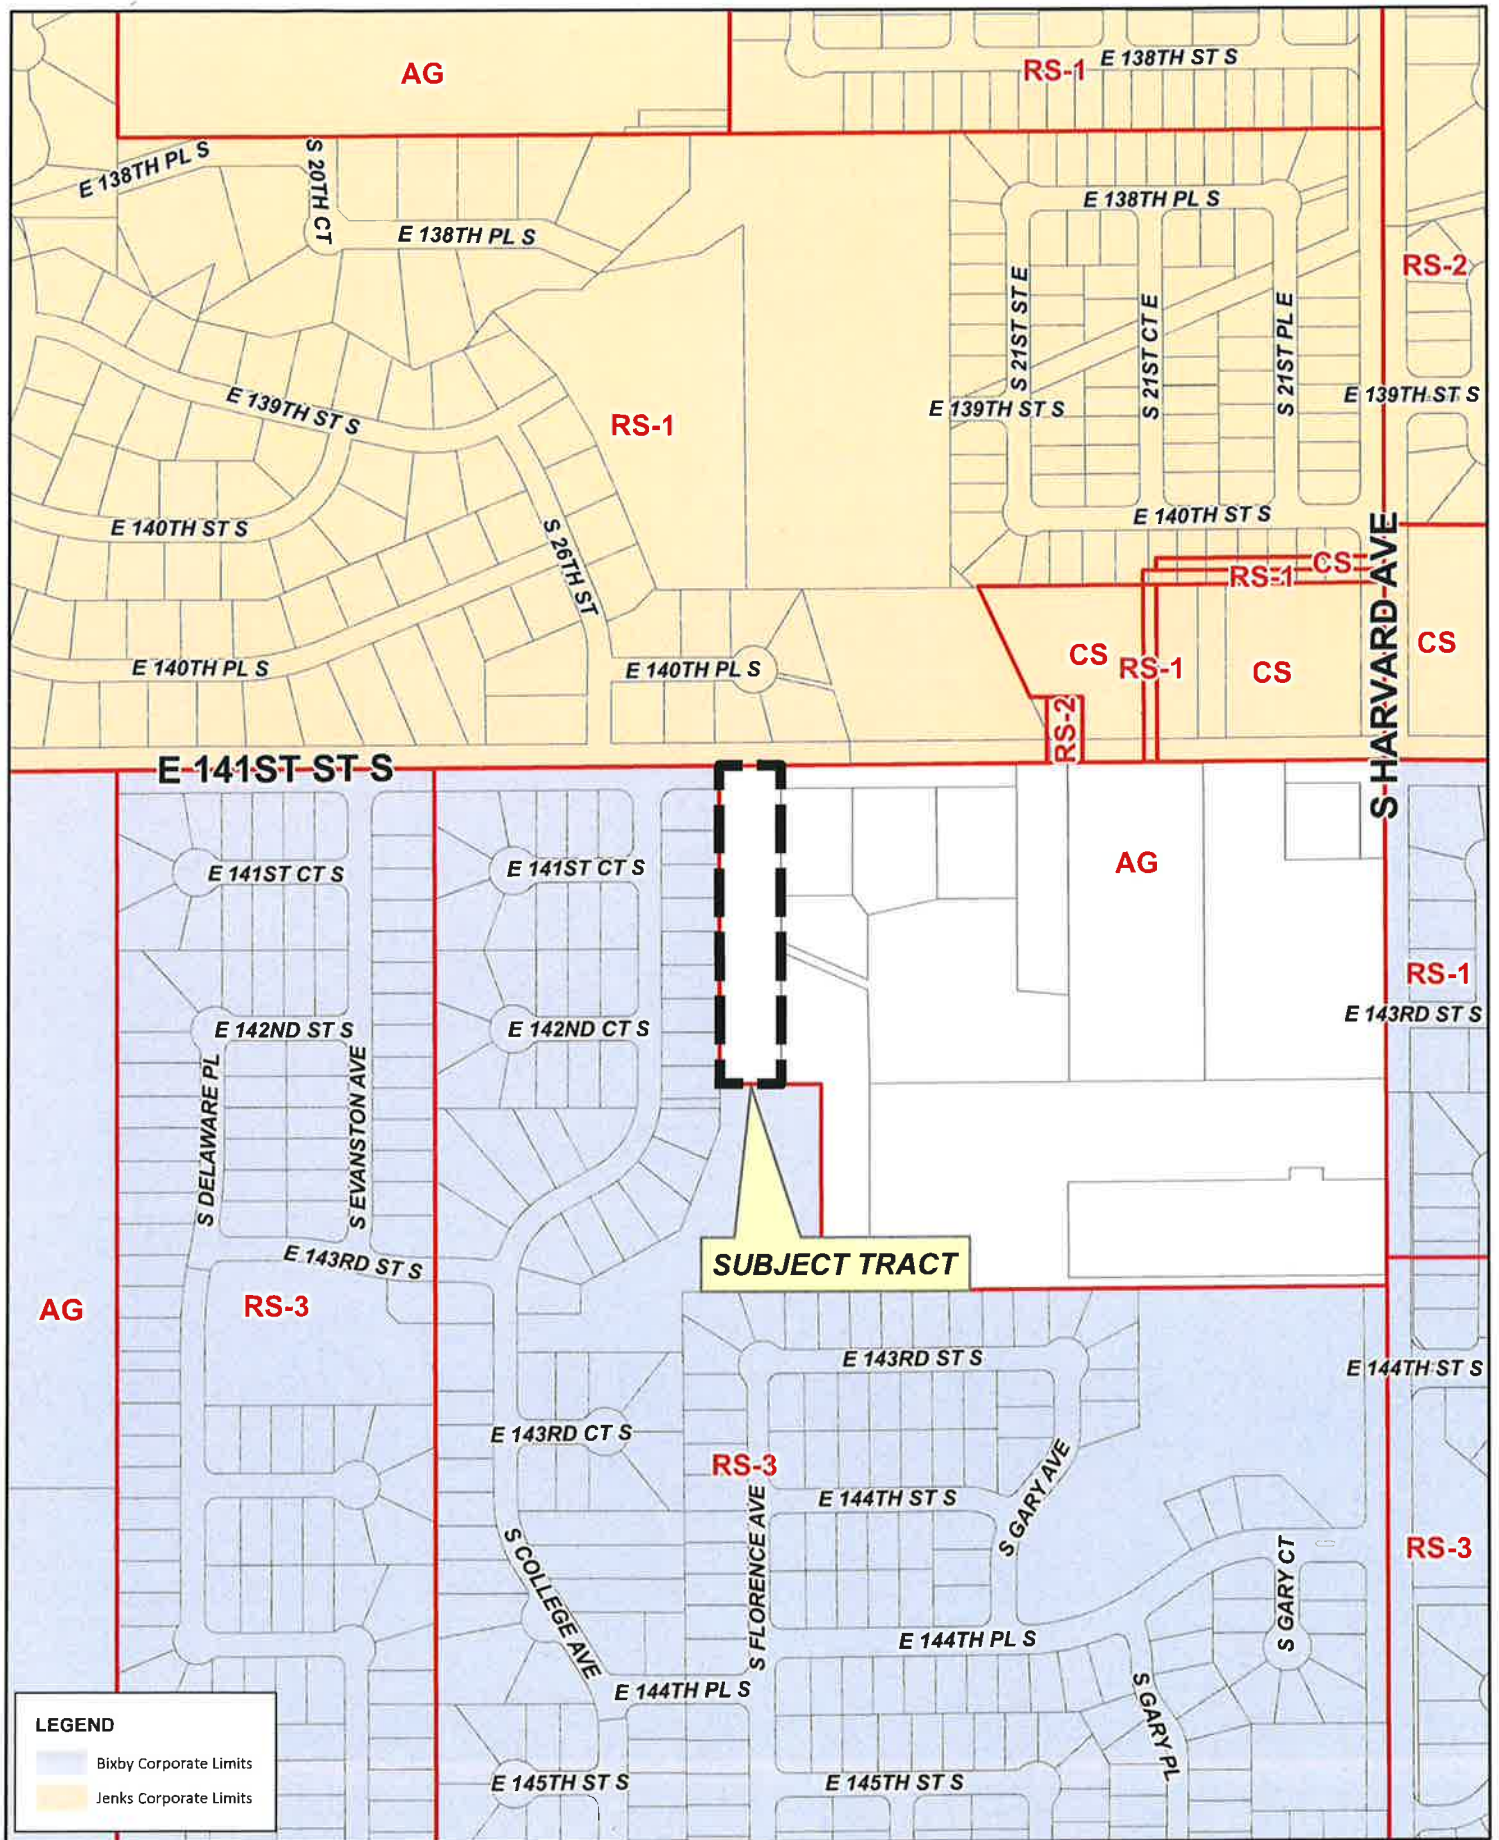 AG
RS-1
E 138TH ST S
E 138TH PL S
S 20TH CT
E 138TH PL S
E 138TH PL S
RS-2
S 21ST ST E
S 21ST CT E
S 21ST PL E
E 139TH ST S
RS-1
E 139TH ST S
E 139TH ST S
E 140TH ST S
S 26TH ST
E 140TH ST S
S HARVARD AVE
CS
RS-1
E 140TH PL S
E 140TH PL S
CS
RS-1
CS
CS
RS-2
E 141ST ST S
E 141ST CT S
E 141ST CT S
AG
RS-1
E 143RD ST S
E 142ND ST S
E 142ND CT S
S DELAWARE PL
S EVANSTON AVE
E 143RD ST S
SUBJECT TRACT
AG
RS-3
E 143RD ST S
E 144TH ST S
E 143RD CT S
RS-3
E 144TH ST S
S GARY AVE
S COLLEGE AVE
S FLORENCE AVE
S GARY CT
RS-3
E 144TH PL S
E 144TH PL S
S GARY PL
E 145TH ST S
E 145TH ST S
LEGEND
Bixby Corporate Limits
Jenks Corporate Limits